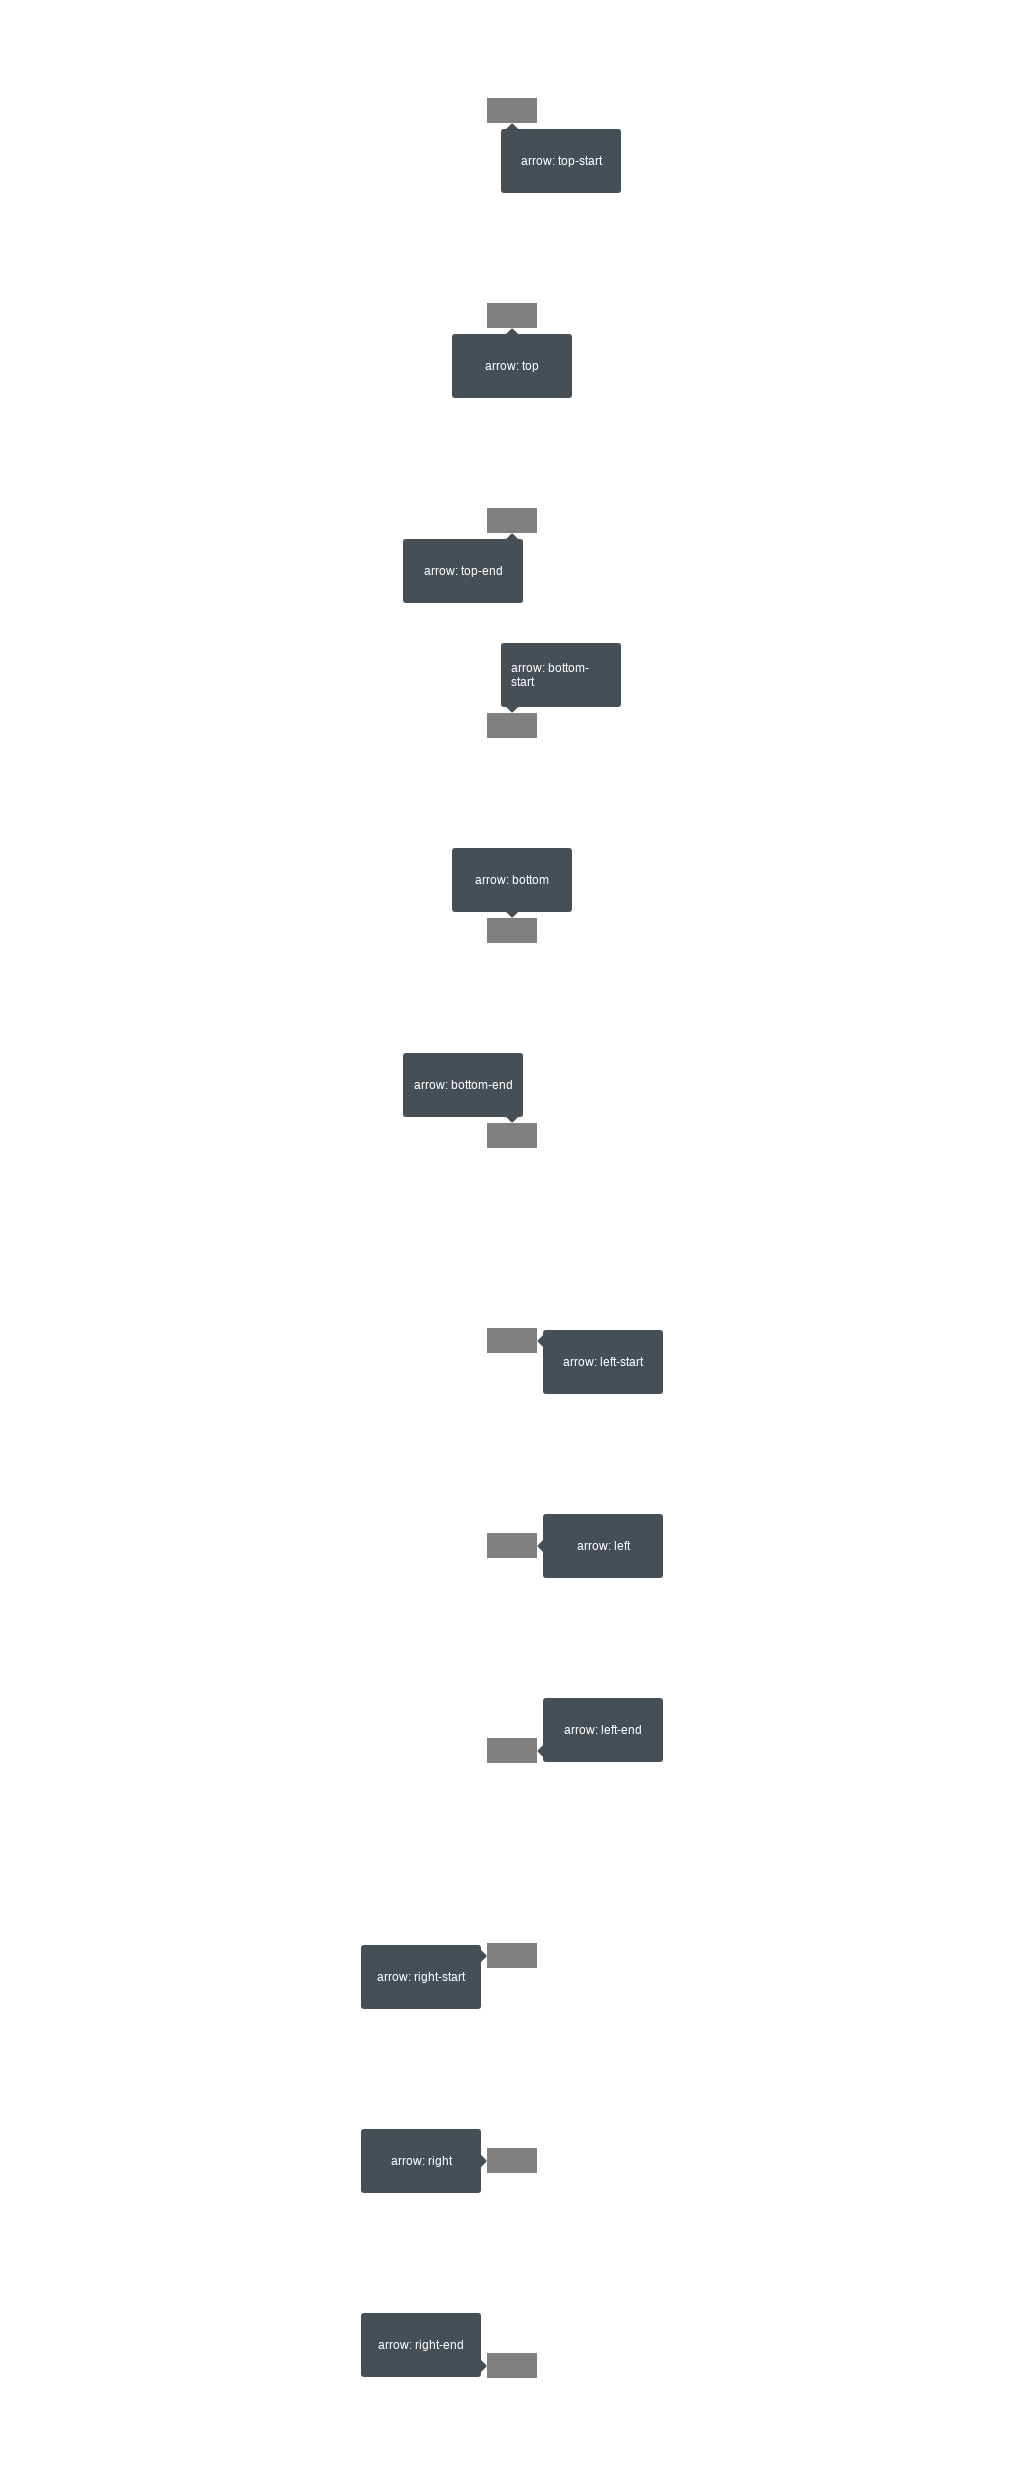 arrow: top-start
arrow: top
arrow: top-end
arrow: bottom-
start
arrow: bottom
arrow: bottom-end
arrow: left-start
arrow: left
arrow: left-end
arrow: right-start
arrow: right
arrow: right-end